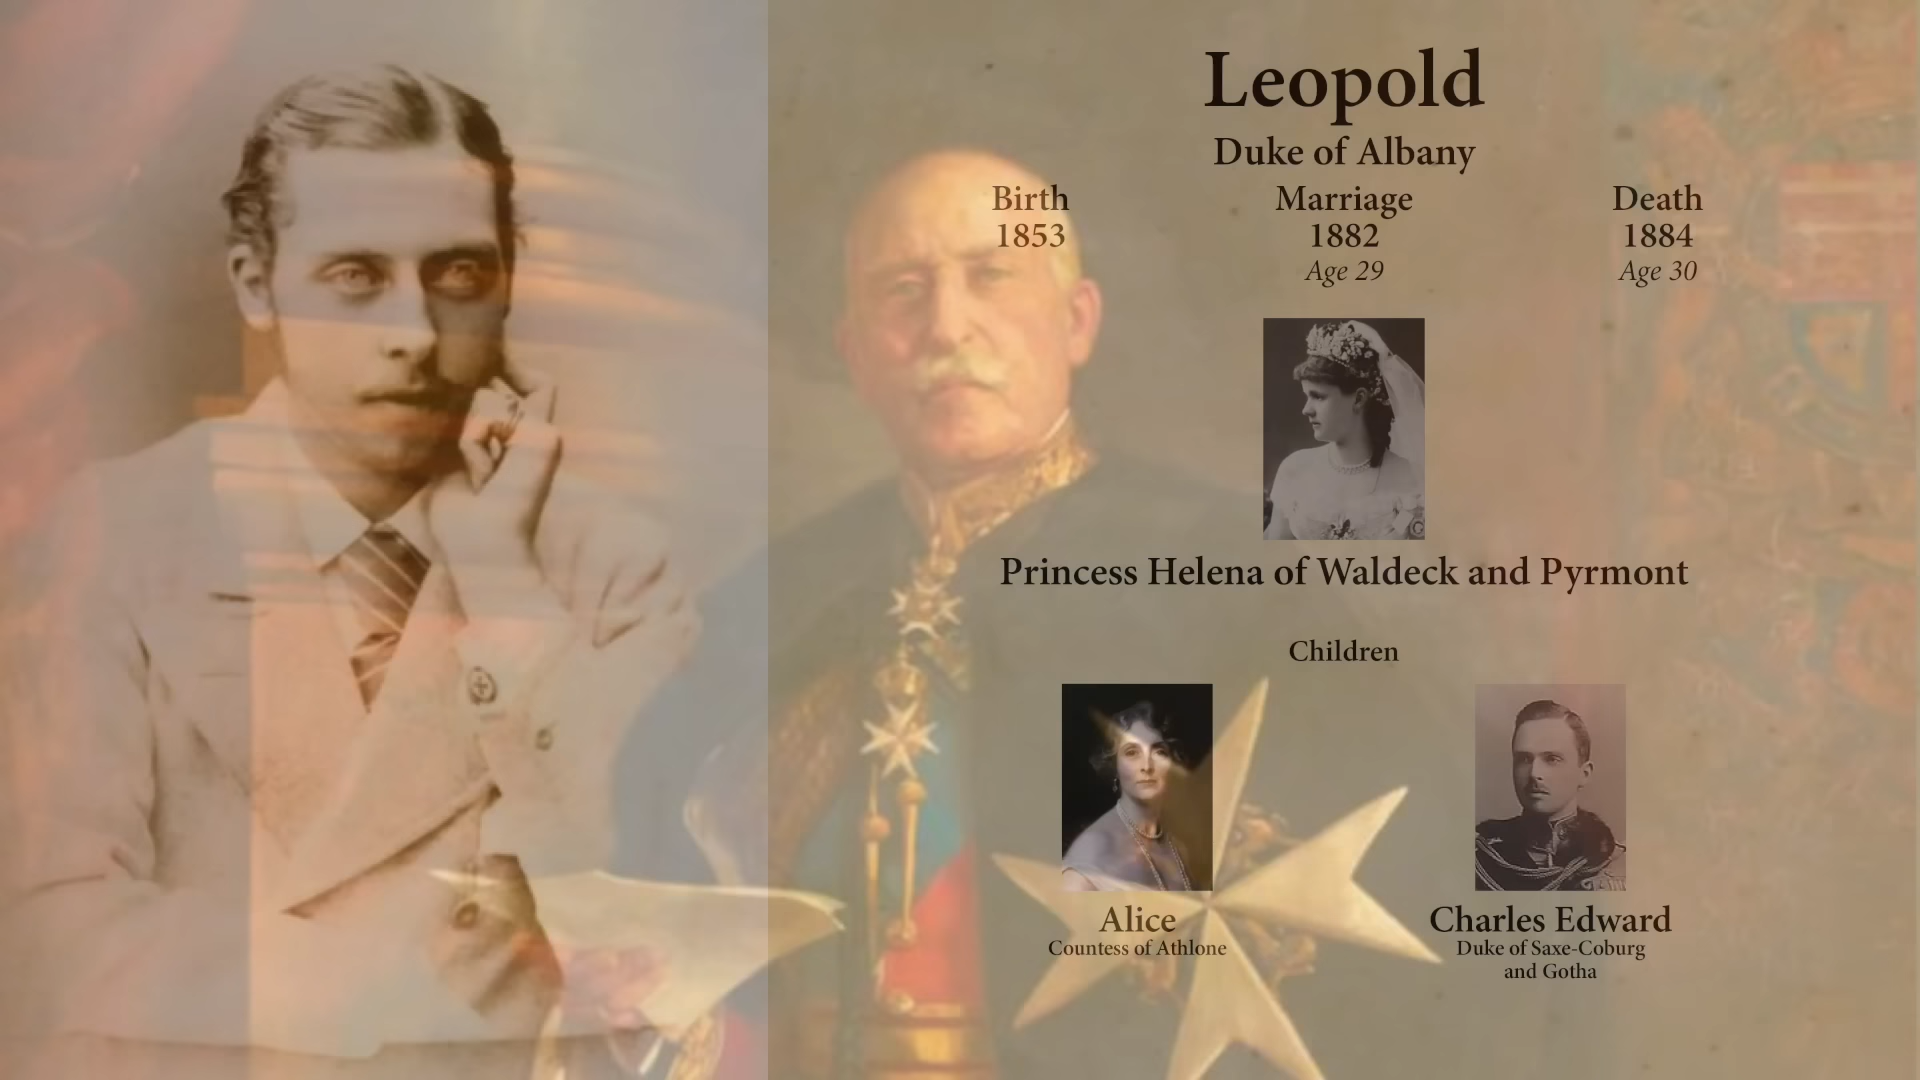 Leopold
Duke of Albany
Birth
1853
Marriage
1882
Age 29
Death
1884
Age 30
Princess Helena of Waldeck and Pyrmont
Children
Alice
Countess of Athlone
Charles Edward
Duke of Saxe-Coburg
and Gotha